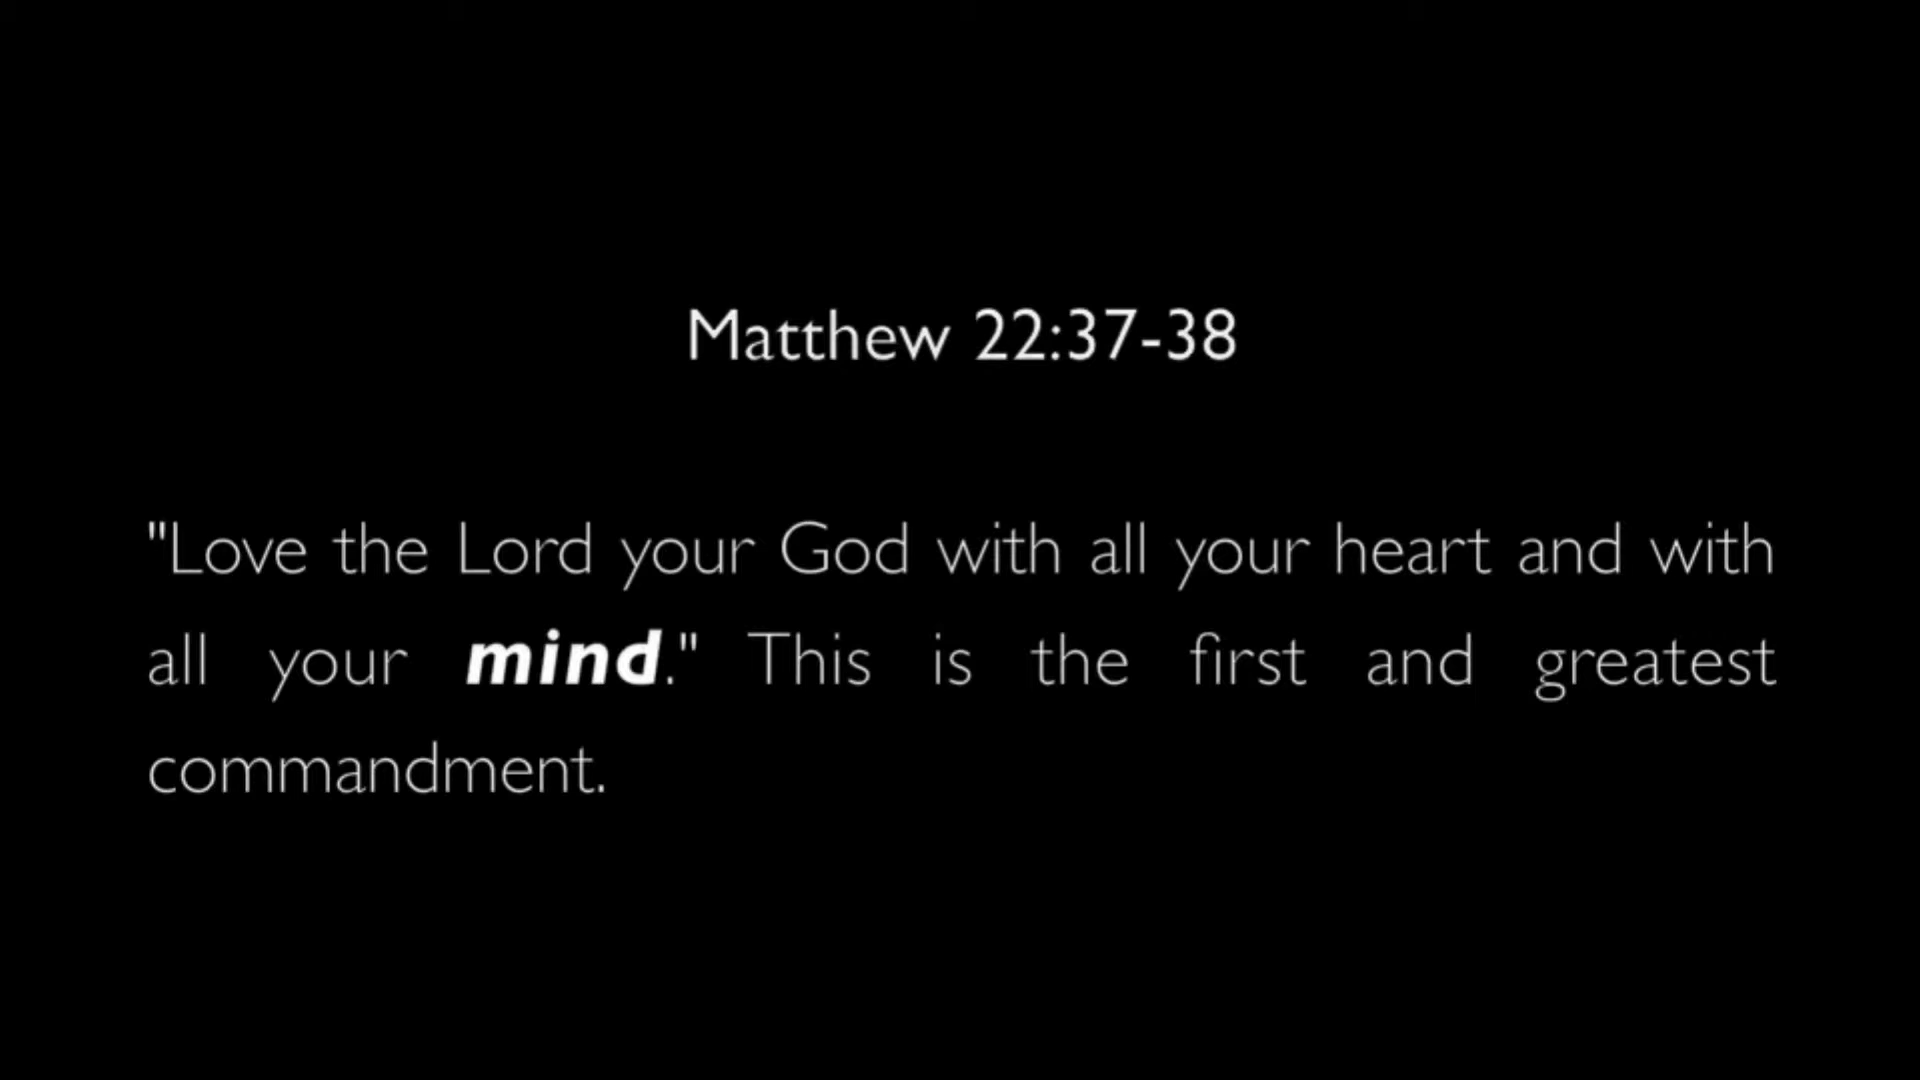 Matthew 22:37-38
"Love the Lord your God with all your heart and with
all your mind." This is the first and greatest
commandment.